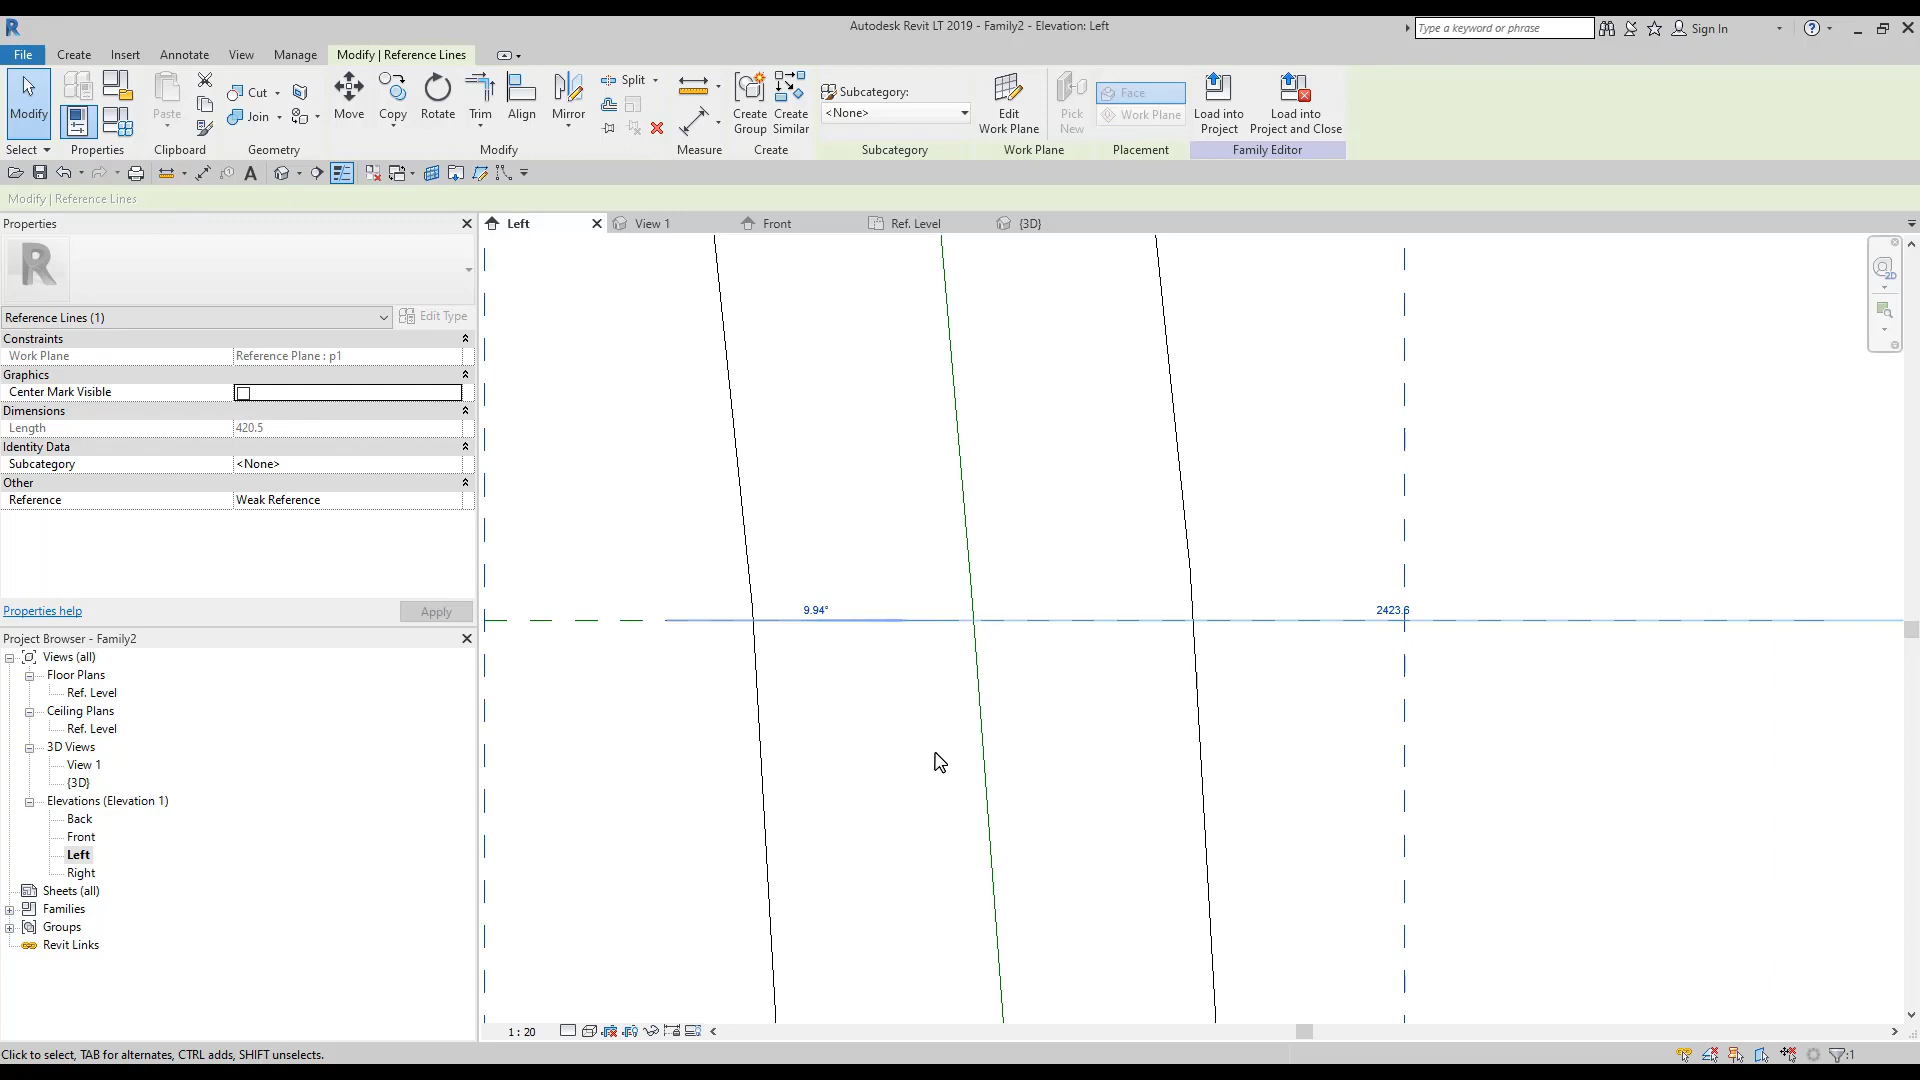 Autodesk Revit LT 2019 - Family2 - Elevation: Left
Type a keyword or phrase
Sign In
File
Create
Insert
Annotate
View
Manage
Modify | Reference Lines
Modify
Paste
Cut
Join
Move
Copy
Rotate
Trim
Align
Mirror
Split
Create
Group
Create
Similar
Subcategory:
<None>
Edit
Work Plane
Pick
New
Face
Work Plane
Load into
Project
Load into
Project and Close
Select
Properties
Clipboard
Geometry
Modify
Measure
Create
Subcategory
Work Plane
Placement
Family Editor
Modify | Reference Lines
Properties
R
Reference Lines (1)
Edit Type
Constraints
Work Plane
Reference Plane : p1
Graphics
Center Mark Visible
Dimensions
Length
420.5
Identity Data
Subcategory
<None>
Other
Reference
Weak Reference
Properties help
Apply
Project Browser - Family2
Views (all)
Floor Plans
Ref. Level
Ceiling Plans
Ref. Level
3D Views
View 1
{3D}
Elevations (Elevation 1)
Back
Front
Left
Right
Sheets (all)
Families
Groups
Revit Links
Left
View 1
Front
Ref. Level
{3D}
2D
9.94°
2423.6
1 : 20
Click to select, TAB for alternates, CTRL adds, SHIFT unselects.
:1